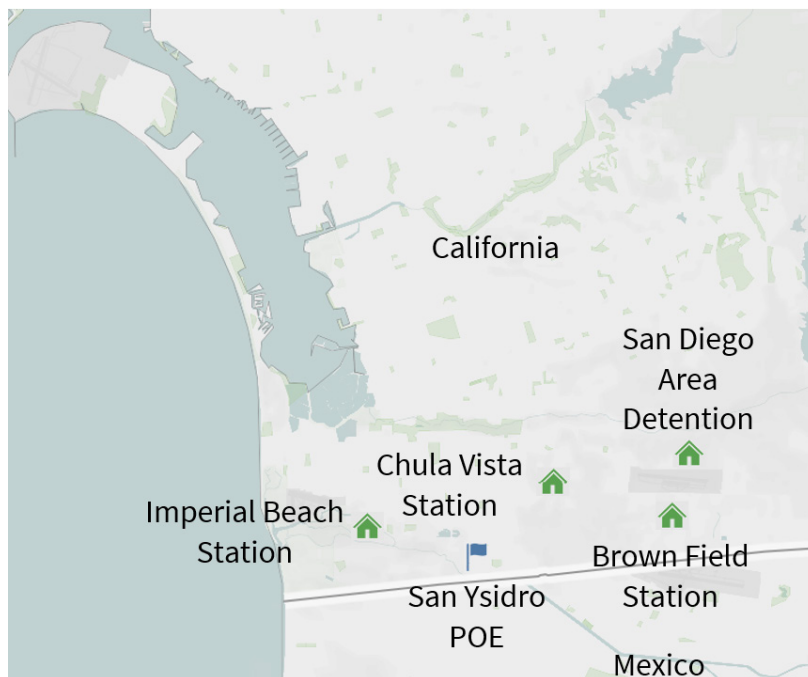 California
San Diego
Area
Detention
Chula Vista
Station
Imperial Beach
Station
Brown Field
Station
San Ysidro
POE
Mexico